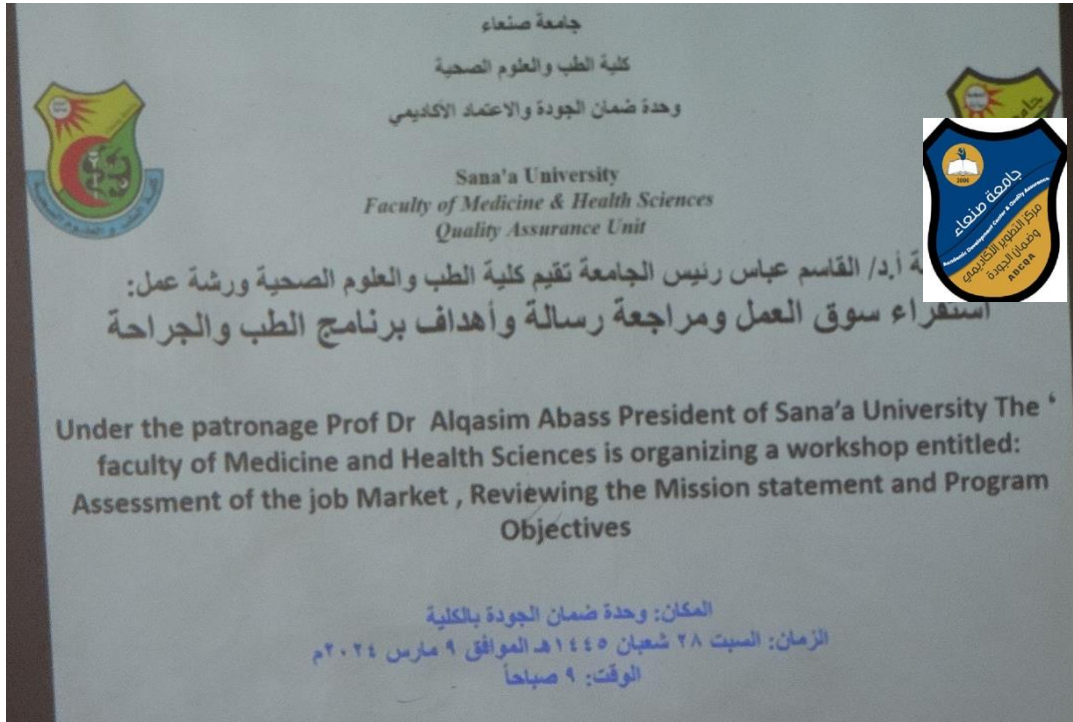 جامعة صنعاء
كلية الطب والعلوم الصحية
وحدة ضمان الجودة والاعتماد الأكاديمي
Sana'a University
Faculty of Medicine & Health Sciences
Quality Assurance Unit
أ.د/ القاسم عباس رئيس الجامعة تقيم كلية الطب والعلوم الصحية ورشة عمل:
استقراء سوق العمل ومراجعة رسالة وأهداف برنامج الطب والجراحة
Under the patronage Prof Dr Alqasim Abass President of Sana'a University The ‘
faculty of Medicine and Health Sciences is organizing a workshop entitled:
Assessment of the job Market , Reviewing the Mission statement and Program
Objectives
المكان: وحدة ضمان الجودة بالكلية
الزمان: السبت ٢٨ شعبان ١٤٤٥هـ الموافق ٩ مارس ٢٠٢٤م
الوقت: ٩ صباحاً
جامعة صنعاء
Academic Development Center & Quality Assurance
مركز التطوير الأكاديمي
وضمان الجودة
ADCQA